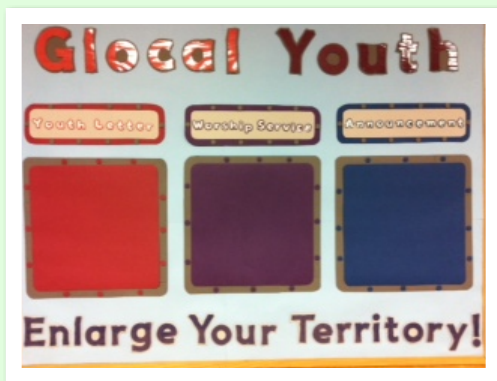 Glocal Youth
Youth Letter Worship Service Announcement
Enlarge Your Territory!